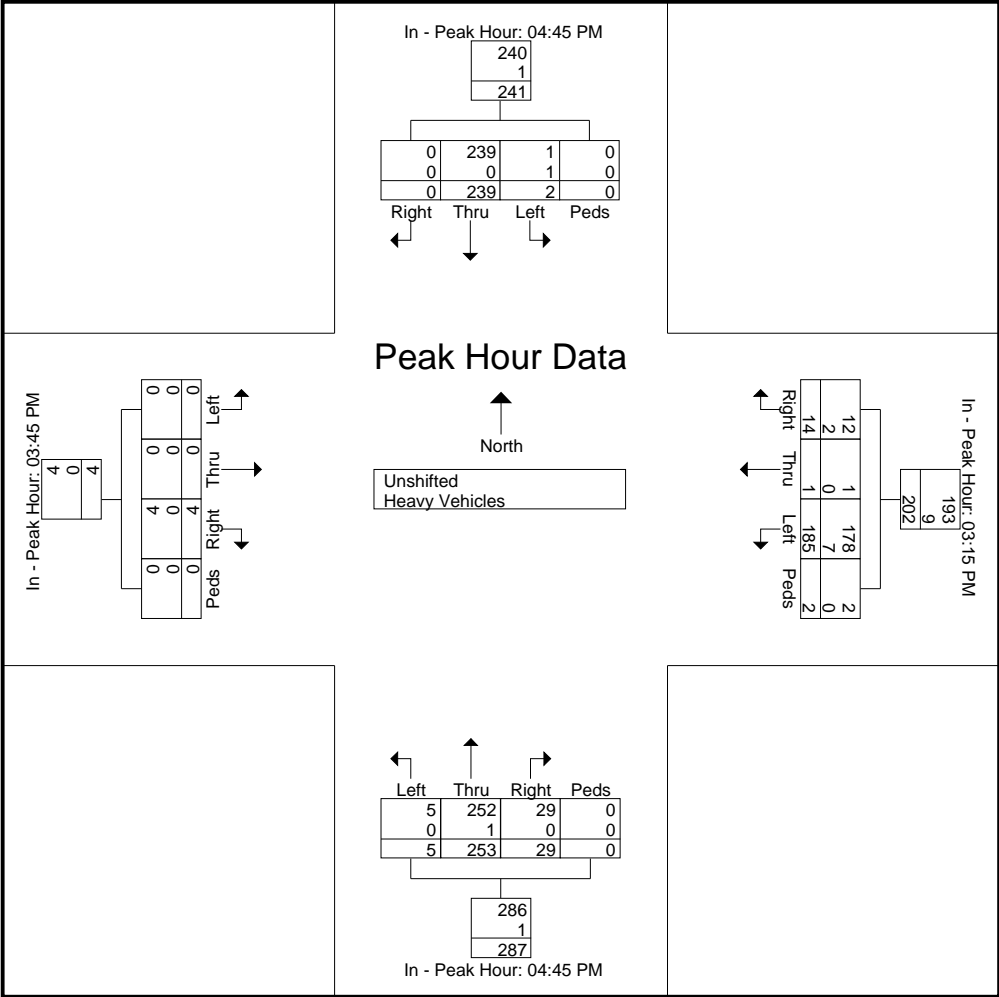 In - Peak Hour: 04:45 PM
240
1
241
0 239 1 0
0 0 1 0
0 239 2 0
Right Thru Left Peds
Peak Hour Data
North
Unshifted
Heavy Vehicles
In - Peak Hour: 03:45 PM
4
0
4
Left Thru Right Peds
0 0 4 0
0 0 0 0
0 0 4 0
In - Peak Hour: 03:15 PM
193
9
202
12 1 178 2
2 0 7 0
14 1 185 2
Right Thru Left Peds
Left Thru Right Peds
5 252 29 0
0 1 0 0
5 253 29 0
286
1
287
In - Peak Hour: 04:45 PM